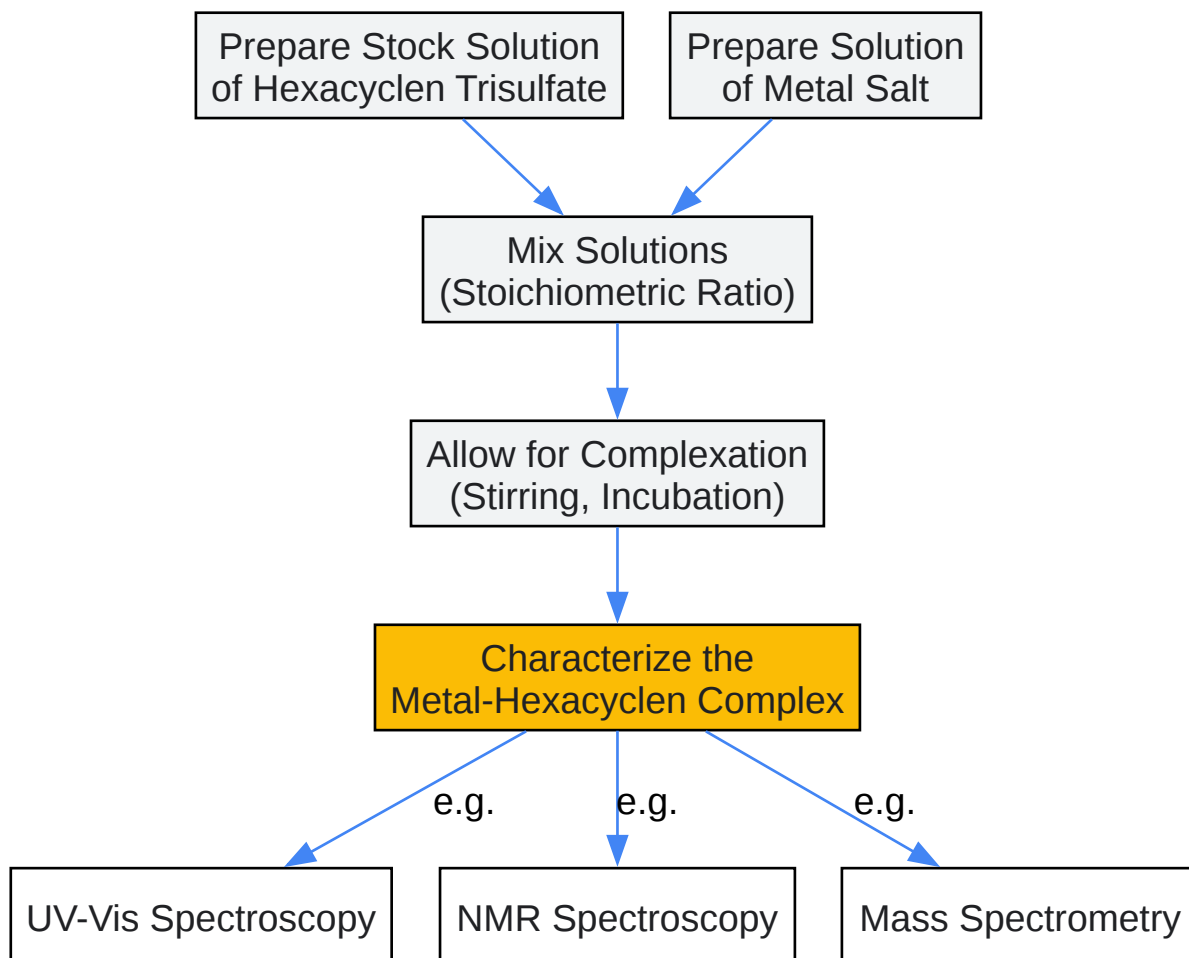 Prepare Stock Solution
of Hexacyclen Trisulfate
Prepare Solution
of Metal Salt
Mix Solutions
(Stoichiometric Ratio)
Allow for Complexation
(Stirring, Incubation)
Characterize the
Metal-Hexacyclen Complex
e.g.
e.g.
e.g.
UV-Vis Spectroscopy
NMR Spectroscopy
Mass Spectrometry